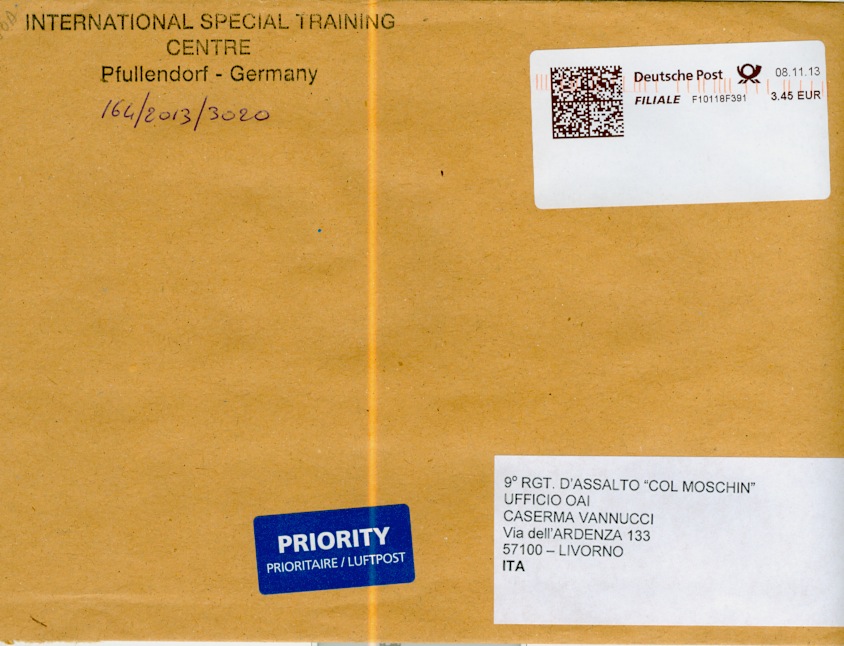 INTERNATIONAL SPECIAL TRAINING
CENTRE
Pfullendorf - Germany
164/2013/3020
Deutsche Post 08.11.13
FILIALE F10118F391 3.45 EUR
PRIORITY
PRIORITAIRE / LUFTPOST
9° RGT. D'ASSALTO "COL MOSCHIN"
UFFICIO OAI
CASERMA VANNUCCI
Via dell'ARDENZA 133
57100 – LIVORNO
ITA